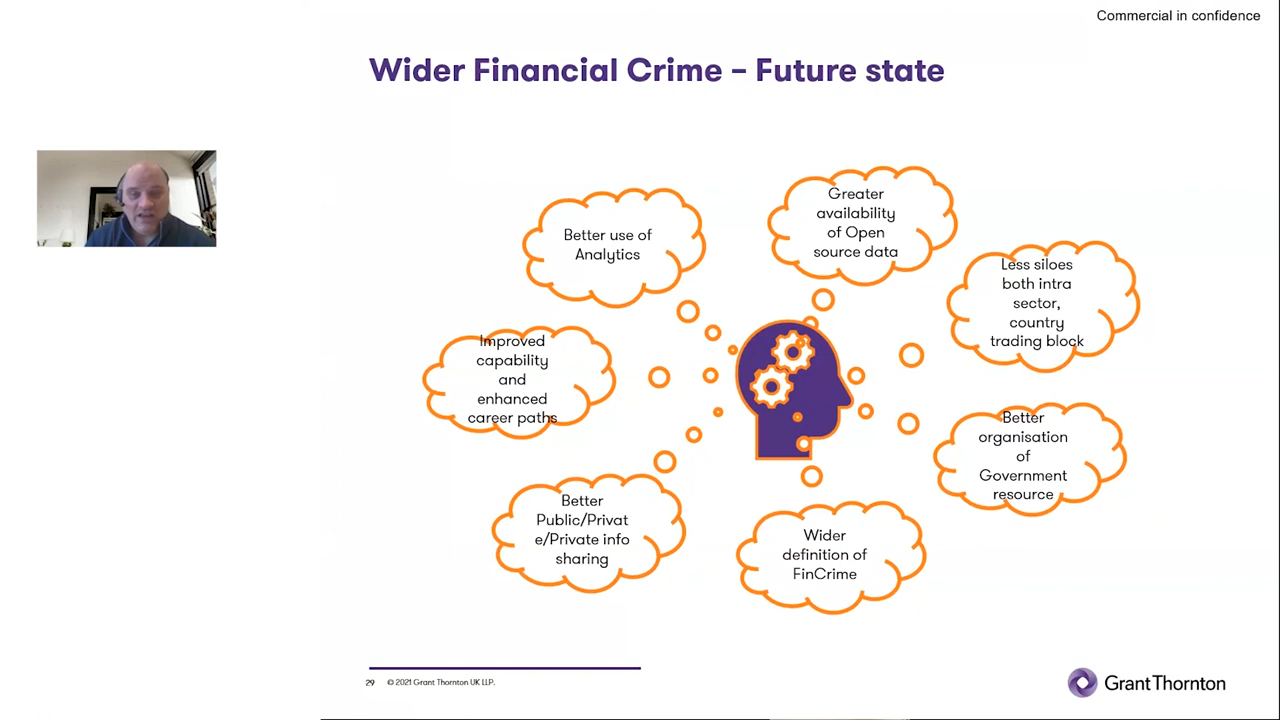 Commercial in confidence
Wider Financial Crime – Future state
Better use of
Analytics
Greater
availability
of Open
source data
Less siloes
both intra
sector,
country
trading block
Improved
capability
and
enhanced
career paths
Better
organisation
of
Government
resource
Better
Public/Privat
e/Private info
sharing
Wider
definition of
FinCrime
29 © 2021 Grant Thornton UK LLP.
Grant Thornton